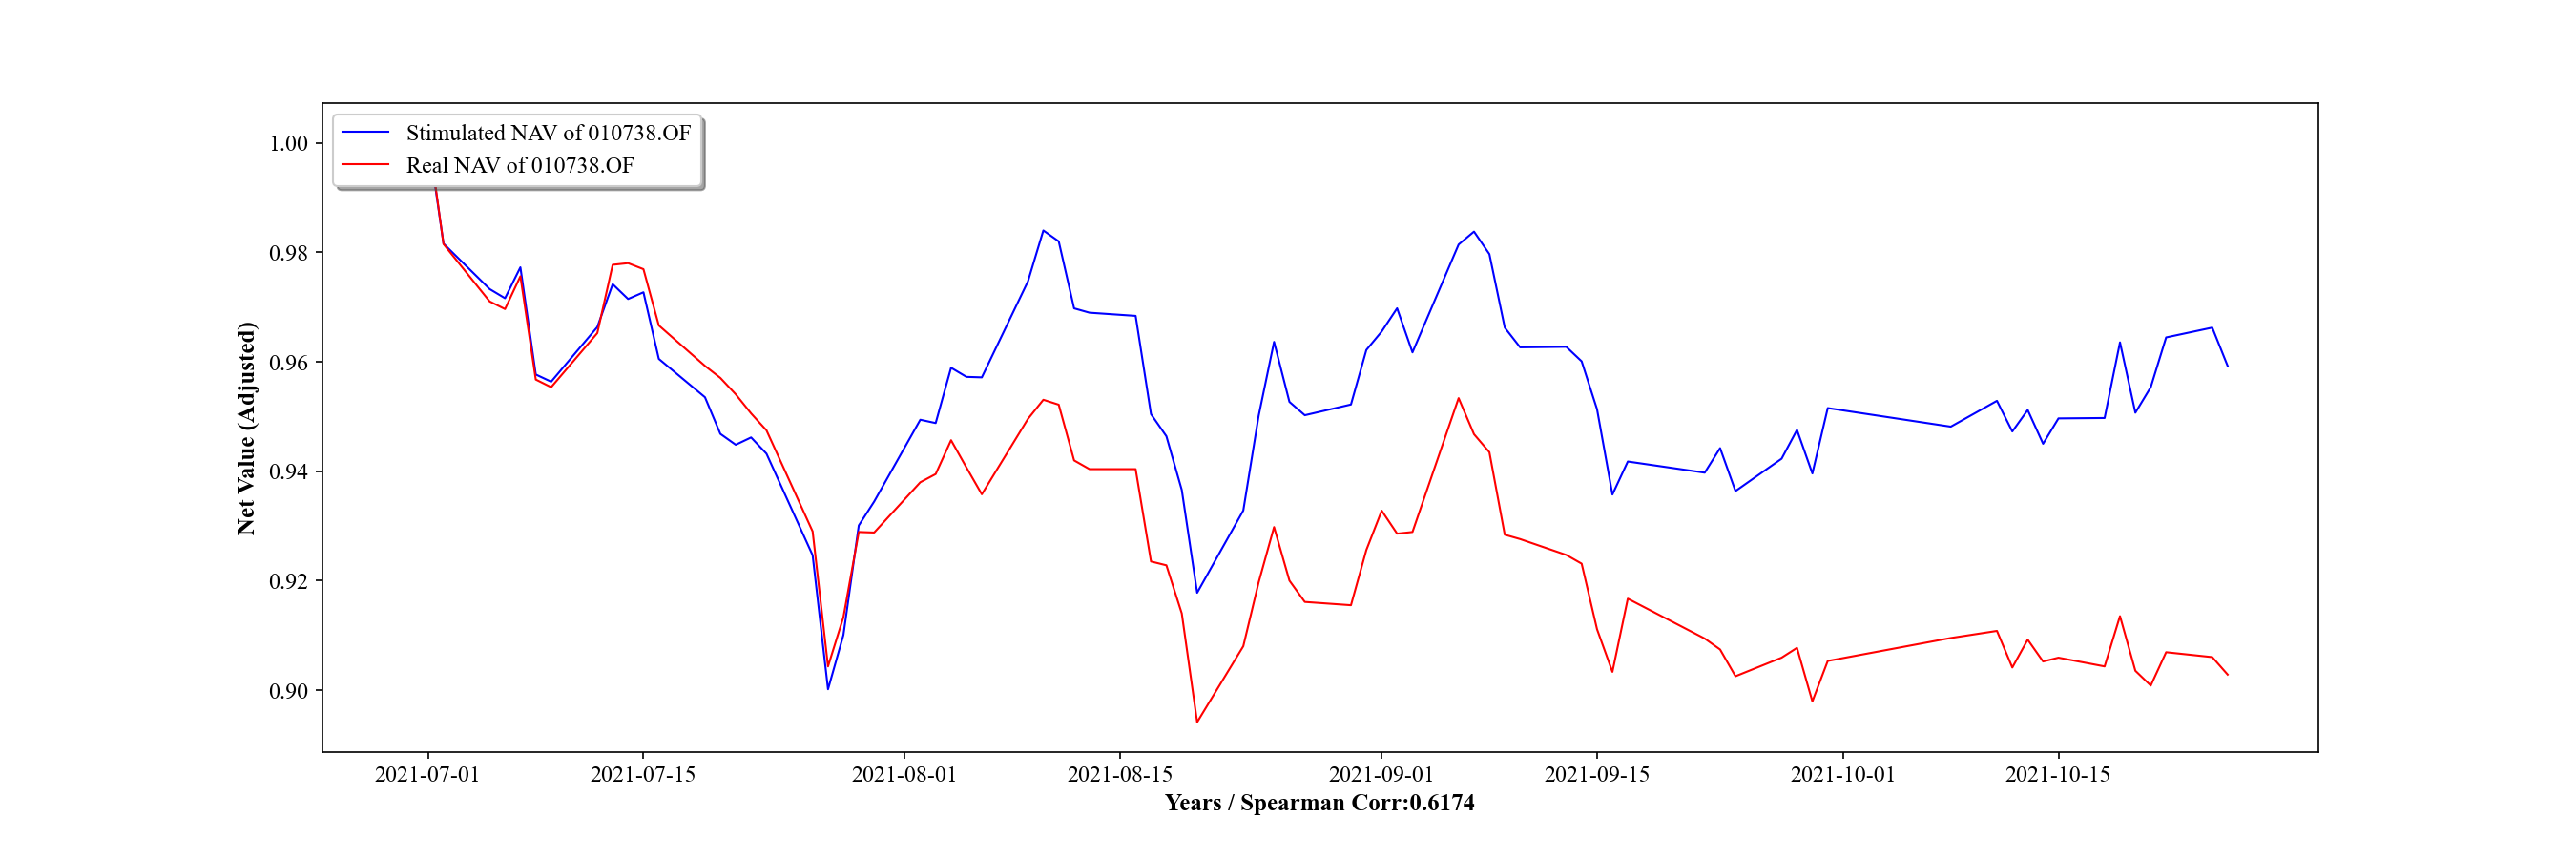 Stimulated NAV of 010738.OF
Real NAV of 010738.OF
1.00
0.98
0.96
0.94
0.92
0.90
Net Value (Adjusted)
2021-07-01 2021-07-15 2021-08-01 2021-08-15 2021-09-01 2021-09-15 2021-10-01 2021-10-15
Years / Spearman Corr:0.6174